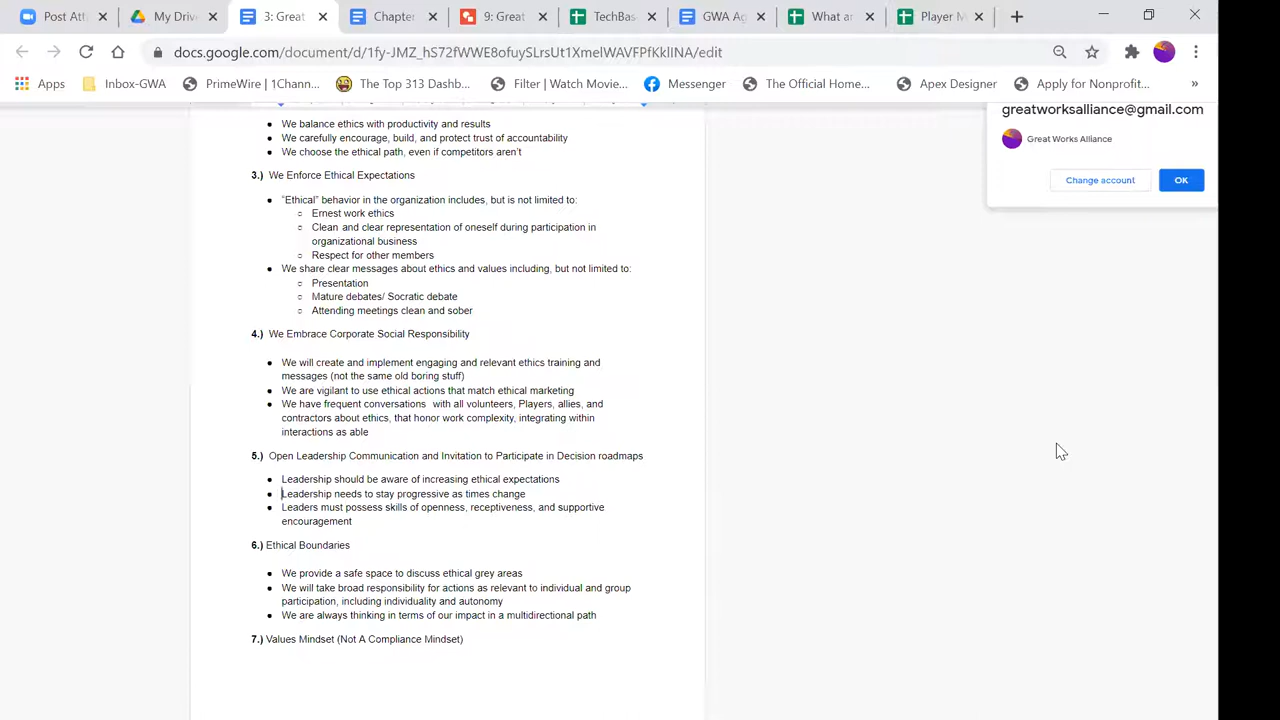 Post Att
My Drive
3: Great
Chapter
9: Great
TechBas
GWA Ag
What ar
Player M
docs.google.com/document/d/1fy-JMZ_hS72fWWE8ofuySLrsUt1XmelWAVFPfKkllNA/edit
Apps
Inbox-GWA
PrimeWire | 1Chann...
The Top 313 Dashb...
Filter | Watch Movie...
Messenger
The Official Home...
Apex Designer
Apply for Nonprofit...
»
greatworksalliance@gmail.com
Great Works Alliance
Change account
OK
• We balance ethics with productivity and results
• We carefully encourage, build, and protect trust of accountability
• We choose the ethical path, even if competitors aren't
3.) We Enforce Ethical Expectations
• "Ethical" behavior in the organization includes, but is not limited to:
○ Ernest work ethics
○ Clean and clear representation of oneself during participation in
organizational business
○ Respect for other members
• We share clear messages about ethics and values including, but not limited to:
○ Presentation
○ Mature debates/ Socratic debate
○ Attending meetings clean and sober
4.) We Embrace Corporate Social Responsibility
• We will create and implement engaging and relevant ethics training and
messages (not the same old boring stuff)
• We are vigilant to use ethical actions that match ethical marketing
• We have frequent conversations with all volunteers, Players, allies, and
contractors about ethics, that honor work complexity, integrating within
interactions as able
5.) Open Leadership Communication and Invitation to Participate in Decision roadmaps
• Leadership should be aware of increasing ethical expectations
• Leadership needs to stay progressive as times change
• Leaders must possess skills of openness, receptiveness, and supportive
encouragement
6.) Ethical Boundaries
• We provide a safe space to discuss ethical grey areas
• We will take broad responsibility for actions as relevant to individual and group
participation, including individuality and autonomy
• We are always thinking in terms of our impact in a multidirectional path
7.) Values Mindset (Not A Compliance Mindset)